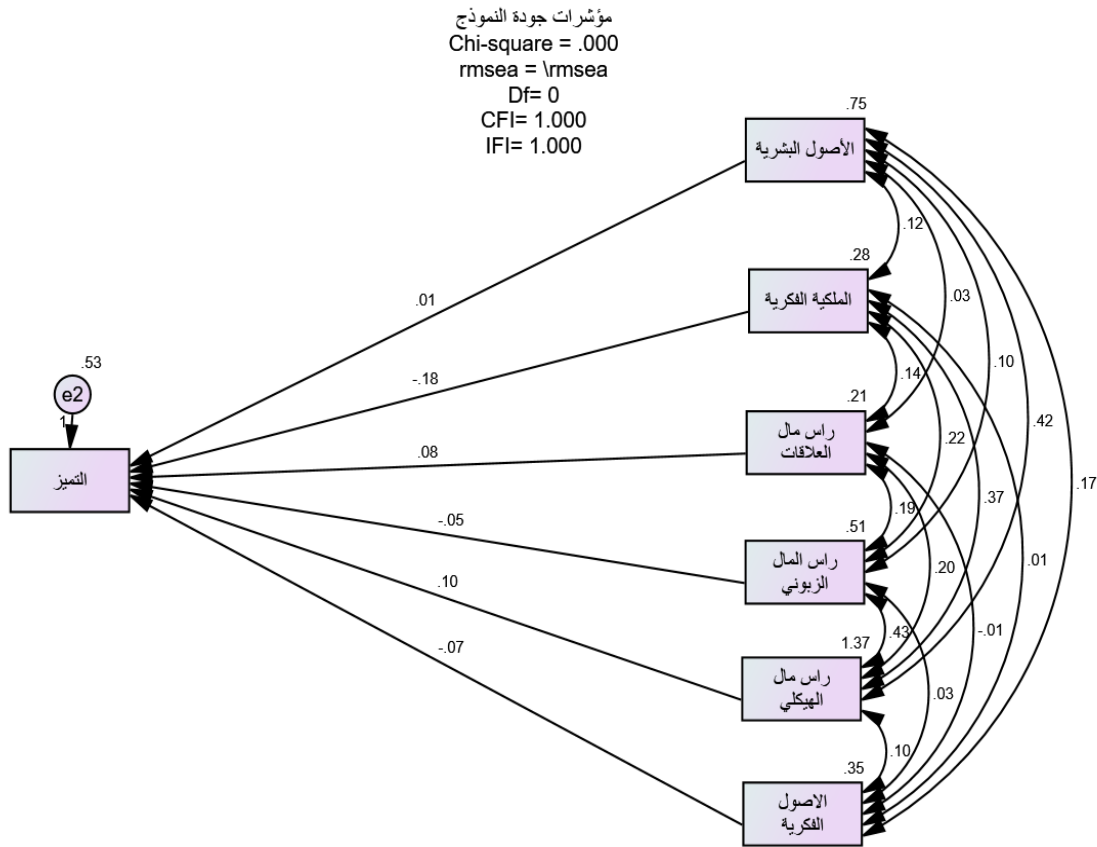 مؤشرات جودة النموذج
Chi-square = .000
rmsea = \rmsea
Df= 0
CFI= 1.000
IFI= 1.000
.75
الأصول البشرية
.12
.28
الملكية الفكرية
.03
.01
.10
.14
.53
e2
1
-.18
.21
راس مال
العلاقات
.22
.42
.08
.37
.17
التميز
.19
.51
راس المال
الزبوني
-.05
.20
.01
.10
.43
-.01
1.37
راس مال
الهيكلي
-.07
.03
.10
.35
الاصول
الفكرية